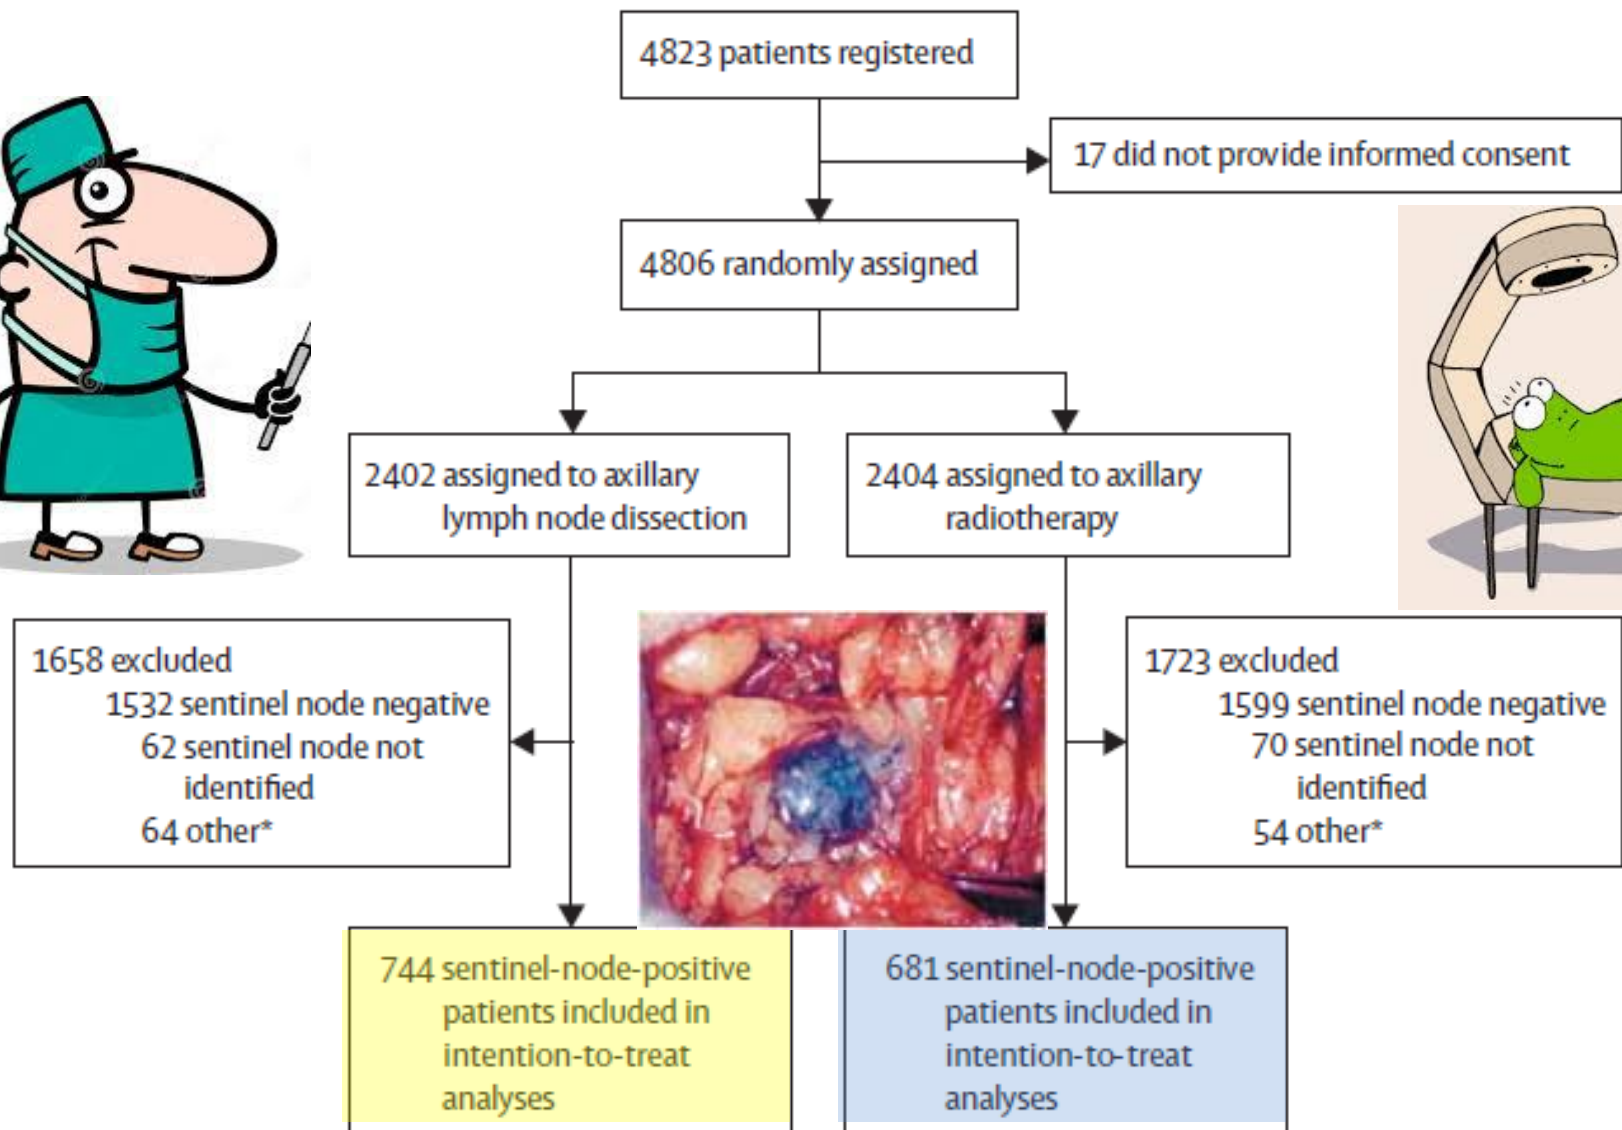 4823 patients registered
17 did not provide informed consent
4806 randomly assigned
2402 assigned to axillary
lymph node dissection
2404 assigned to axillary
radiotherapy
1658 excluded
1532 sentinel node negative
62 sentinel node not
identified
64 other*
1723 excluded
1599 sentinel node negative
70 sentinel node not
identified
54 other*
744 sentinel-node-positive
patients included in
intention-to-treat
analyses
681 sentinel-node-positive
patients included in
intention-to-treat
analyses